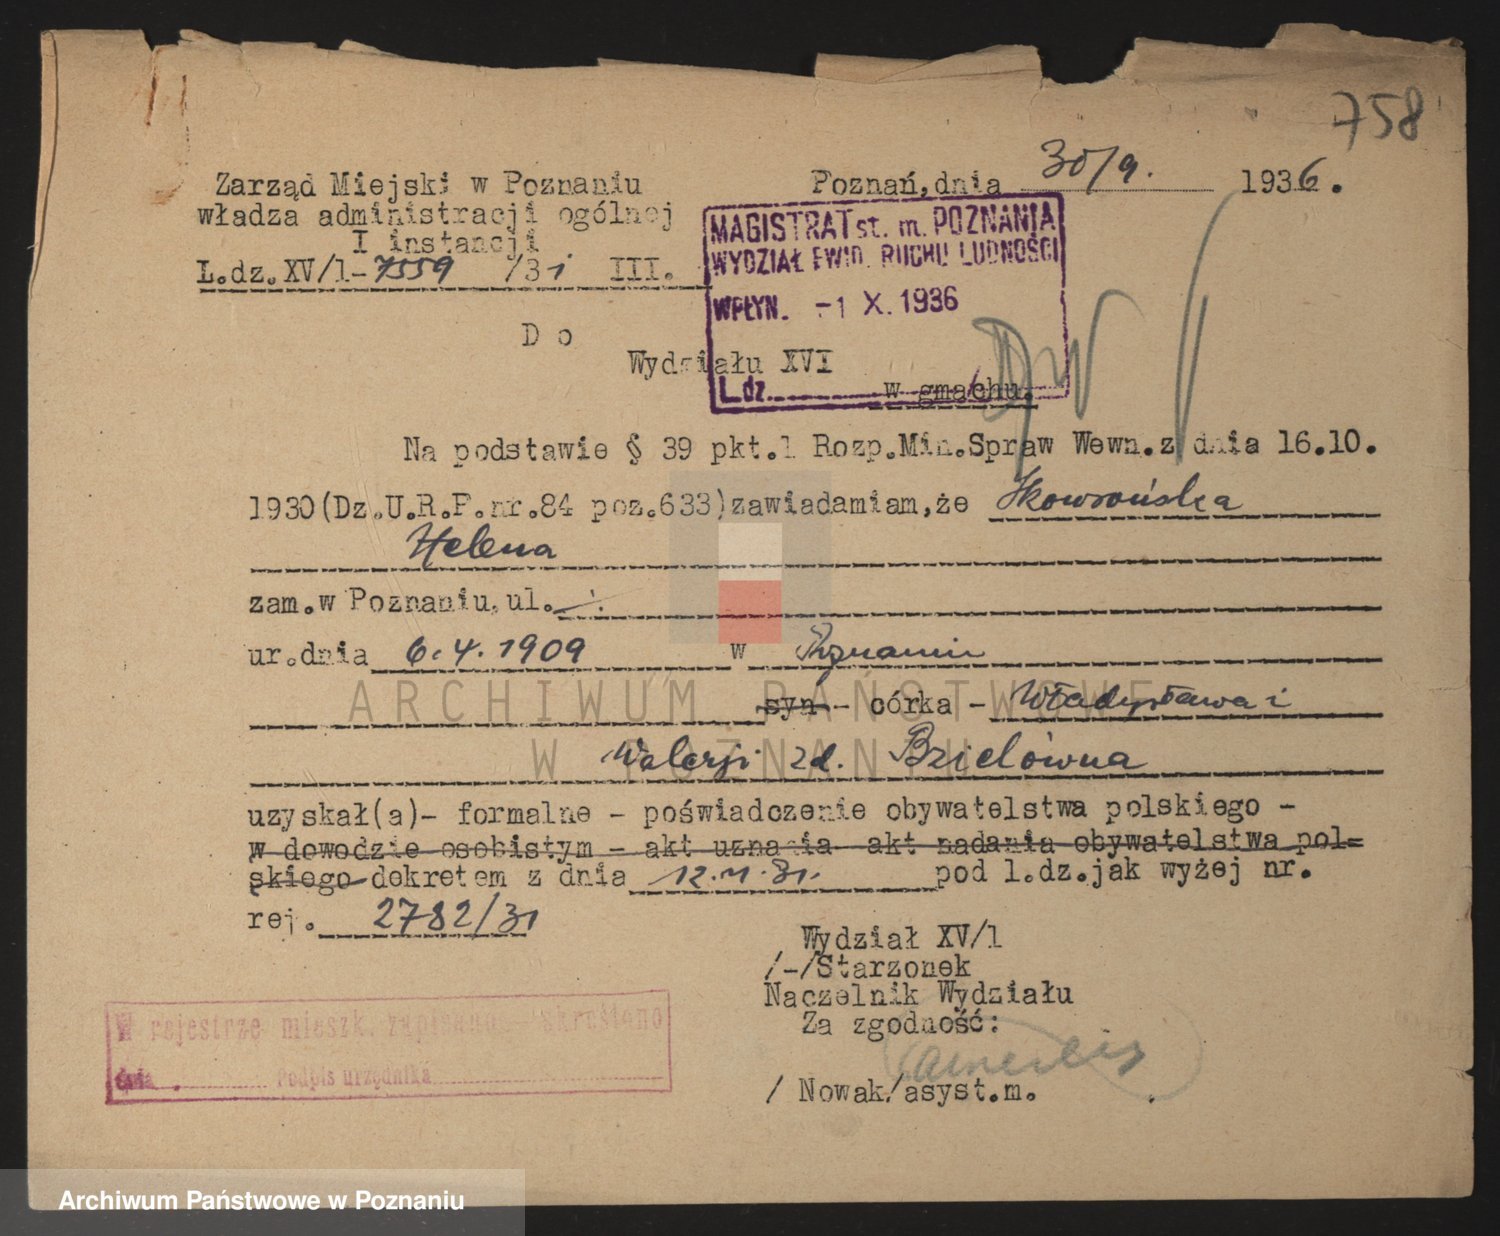 758
Zarząd Miejski w Poznaniu
władza administracji ogólnej
I instancji
L.dz.XV/1-7559 /31 III.
Poznań,dnia 30/9. 1936.
MAGISTRAT st. m. POZNANIA
WYDZIAŁ EWID. RUCHU LUDNOŚCI
WPŁYN. -1 X. 1936
L.dz.
D o
Wydziału XVI
w gmachu.
Na podstawie § 39 pkt.1 Rozp.Min.Spraw Wewn.z dnia 16.10.
1930(Dz.U.R.P.nr.84 poz.633)zawiadamiam,że Skowrońska
Helena
zam.w Poznaniu,ul.
ur.dnia 6.4.1909 w Poznaniu
syn - córka - Władysława i
Walerji zd. Brzielówna
uzyskał(a)- formalne - poświadczenie obywatelstwa polskiego -
w dowodzie osobistym - akt uznania akt nadania obywatelstwa pol=
skiego dekretem z dnia 12.11.31. pod l.dz.jak wyżej nr.
rej. 2782/31
Wydział XV/1
/-/Starzonek
Naczelnik Wydziału
Za zgodność:
/ Nowak/asyst.m.
W rejestrze mieszk. zapisano - skreślono
dnia Podpis urzędnika
ARCHIWUM PAŃSTWOWE
W POZNANIU
Archiwum Państwowe w Poznaniu